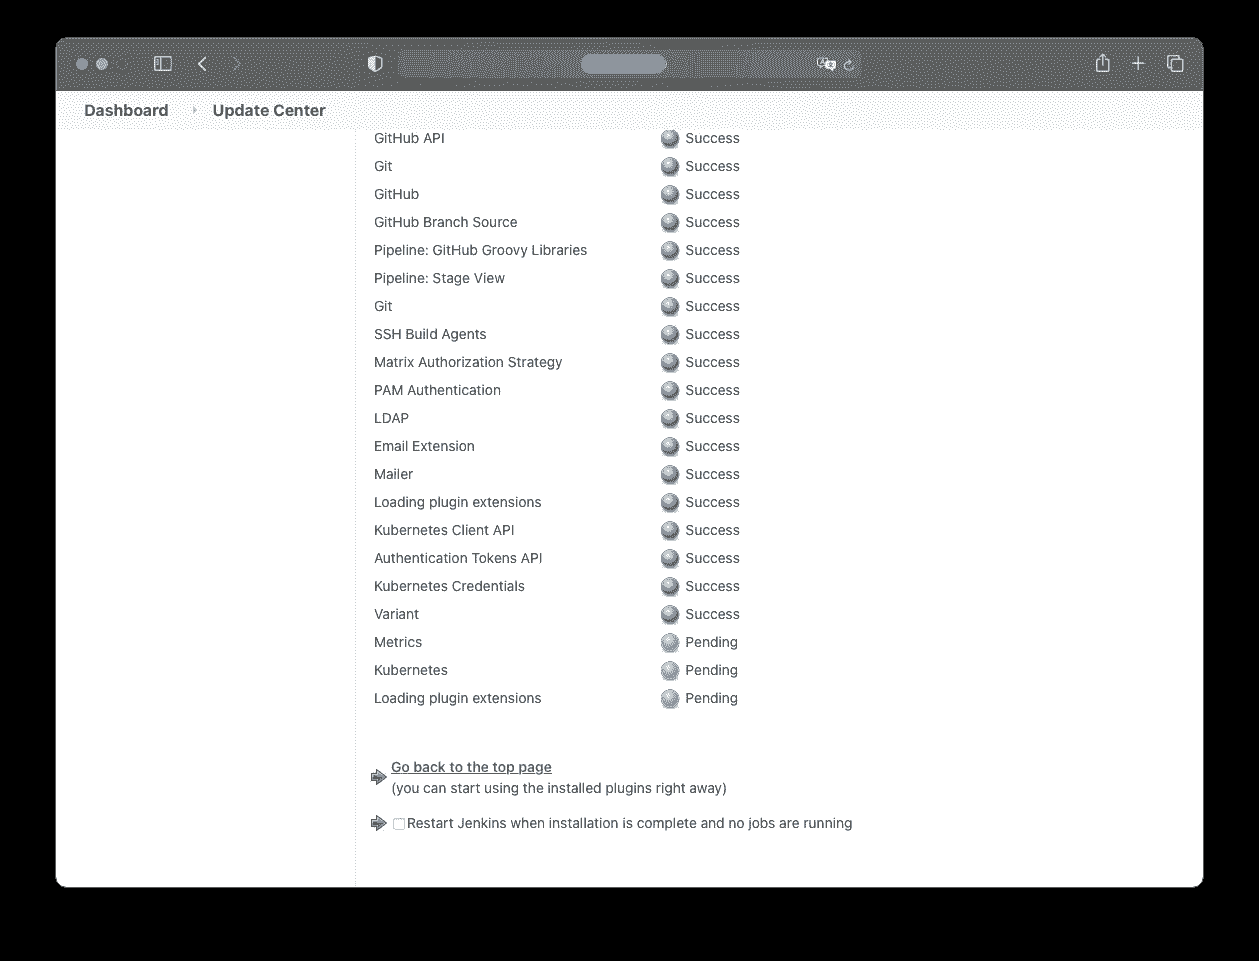 Dashboard Update Center
GitHub API Success
Git Success
GitHub Success
GitHub Branch Source Success
Pipeline: GitHub Groovy Libraries Success
Pipeline: Stage View Success
Git Success
SSH Build Agents Success
Matrix Authorization Strategy Success
PAM Authentication Success
LDAP Success
Email Extension Success
Mailer Success
Loading plugin extensions Success
Kubernetes Client API Success
Authentication Tokens API Success
Kubernetes Credentials Success
Variant Success
Metrics Pending
Kubernetes Pending
Loading plugin extensions Pending
Go back to the top page
(you can start using the installed plugins right away)
Restart Jenkins when installation is complete and no jobs are running